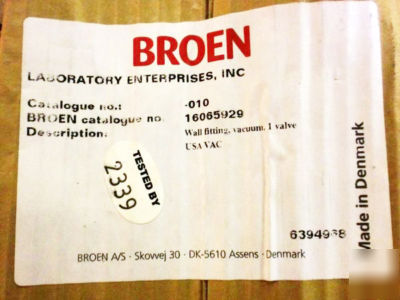 BROEN
LABORATORY ENTERPRISES, INC
Catalogue no.: -010
BROEN catalogue no. 16065929
Description: Wall fitting, vacuum, 1 valve
USA VAC
TESTED BY
2339
Made in Denmark
BROEN A/S · Skovvej 30 · DK-5610 Assens · Denmark